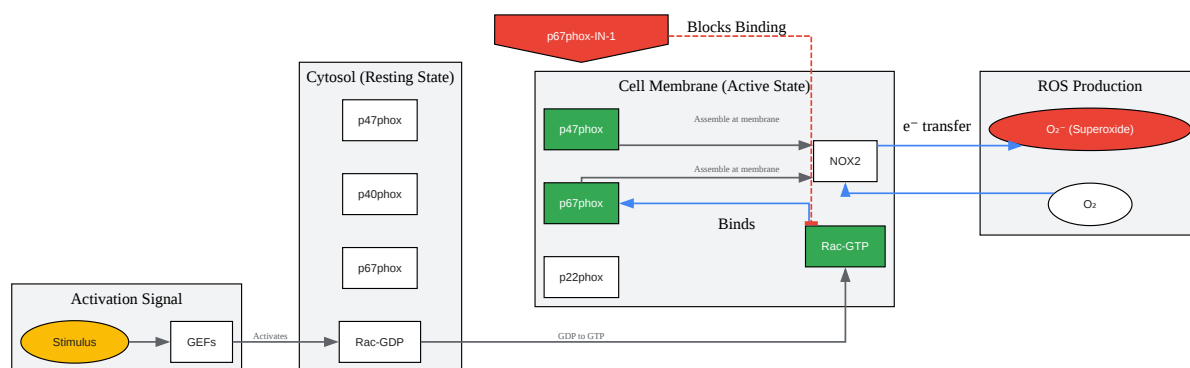 p67phox-IN-1
Blocks Binding
Cytosol (Resting State)
p47phox
p40phox
p67phox
Rac-GDP
Cell Membrane (Active State)
p47phox
Assemble at membrane
NOX2
p67phox
Assemble at membrane
Binds
Rac-GTP
p22phox
e⁻ transfer
ROS Production
O₂⁻ (Superoxide)
O₂
Activation Signal
Stimulus
GEFs
Activates
GDP to GTP